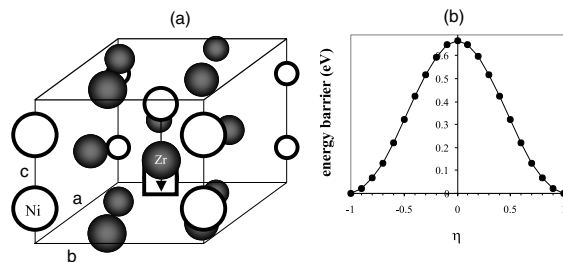 (a)
Zr
c
Ni
a
b
(b)
energy barrier (eV)
0.6
0.5
0.4
0.3
0.2
0.1
0
-1
-0.5
0
0.5
1
η